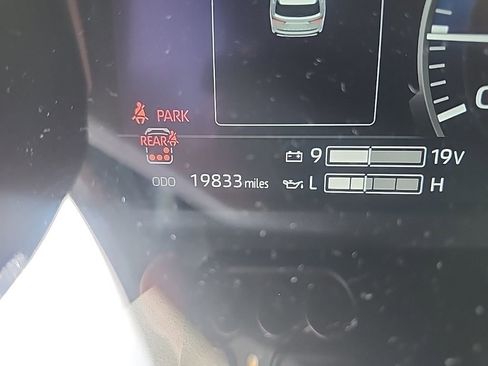 PARK
REAR
9 19V
ODO 19833 miles
L H